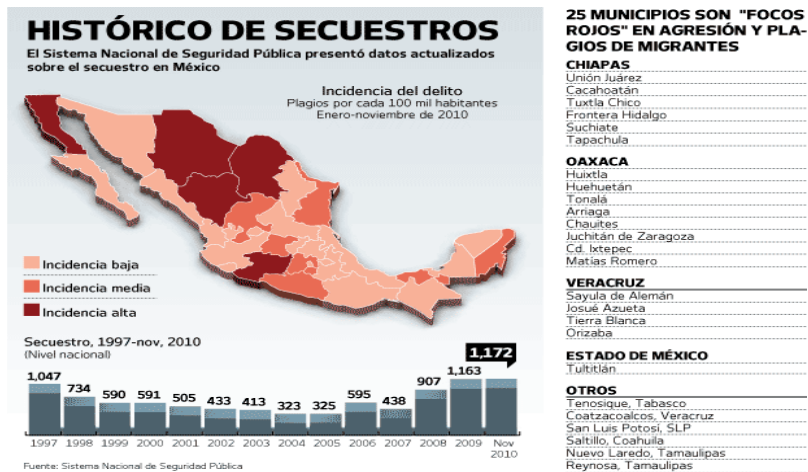 HISTÓRICO DE SECUESTROS
El Sistema Nacional de Seguridad Pública presentó datos actualizados
sobre el secuestro en México
Incidencia del delito
Plagios por cada 100 mil habitantes
Enero-noviembre de 2010
Incidencia baja
Incidencia media
Incidencia alta
Secuestro, 1997-nov, 2010
(Nivel nacional)
1,047
734
590
591
505
433
413
323
325
595
438
907
1,163
1,172
1997
1998
1999
2000
2001
2002
2003
2004
2005
2006
2007
2008
2009
Nov
2010
Fuente: Sistema Nacional de Seguridad Pública
25 MUNICIPIOS SON "FOCOS
ROJOS" EN AGRESIÓN Y PLA-
GIOS DE MIGRANTES
CHIAPAS
Unión Juárez
Cacahoatán
Tuxtla Chico
Frontera Hidalgo
Suchiate
Tapachula
OAXACA
Huixtla
Huehuetán
Tonalá
Arriaga
Chauites
Juchitán de Zaragoza
Cd. Ixtepec
Matías Romero
VERACRUZ
Sayula de Alemán
Josué Azueta
Tierra Blanca
Orizaba
ESTADO DE MÉXICO
Tultitlán
OTROS
Tenosique, Tabasco
Coatzacoalcos, Veracruz
San Luis Potosí, SLP
Saltillo, Coahuila
Nuevo Laredo, Tamaulipas
Reynosa, Tamaulipas